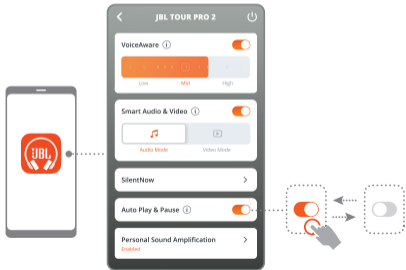 JBL TOUR PRO 2
VoiceAware
Low Mid High
Smart Audio & Video
Audio Mode Video Mode
SilentNow
Auto Play & Pause
Personal Sound Amplification
Enabled
JBL